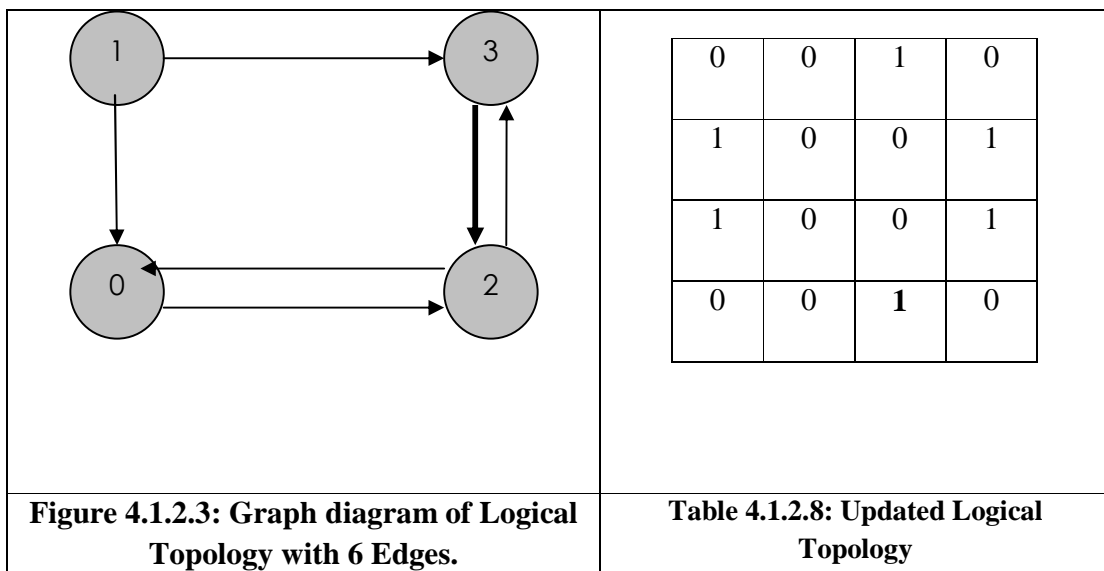 1 3
0 2
0 0 1 0
1 0 0 1
1 0 0 1
0 0 1 0
Figure 4.1.2.3: Graph diagram of Logical
Topology with 6 Edges.
Table 4.1.2.8: Updated Logical
Topology